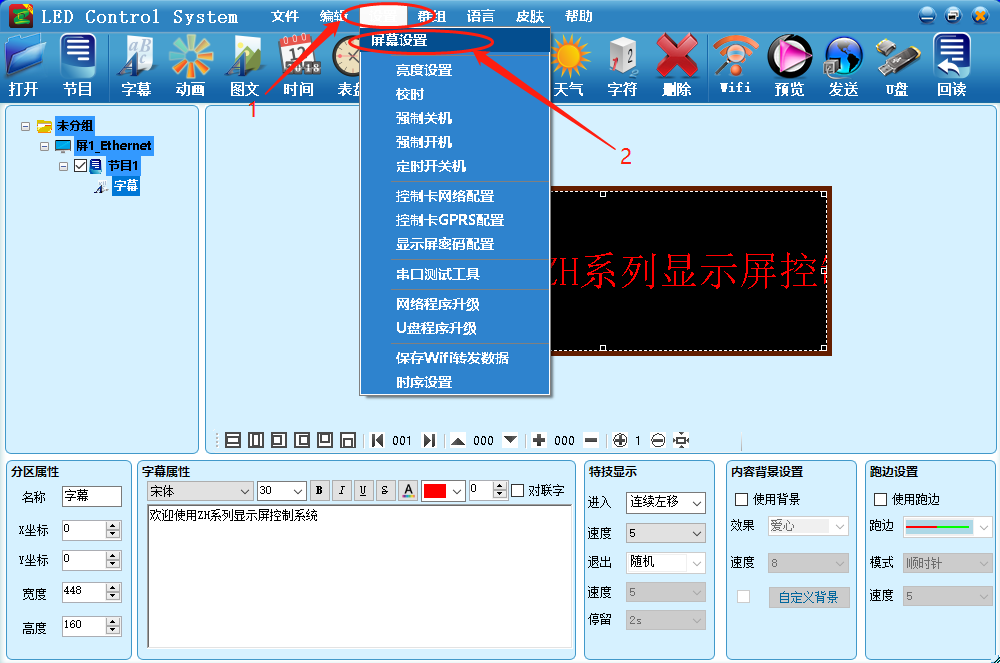 LED Control System 文件 编辑 群组 语言 皮肤 帮助
打开 节目 字幕 动画 图文 时间 表盘 天气 字符 删除 Wifi 预览 发送 U盘 回读
屏幕设置
亮度设置
校时
强制关机
强制开机
定时开关机
控制卡网络配置
控制卡GPRS配置
显示屏密码配置
串口测试工具
网络程序升级
U盘程序升级
保存Wifi转发数据
时序设置
1
2
未分组
屏1_Ethernet
节目1
字幕
ZH系列显示屏控制
001 000 000 1
分区属性
名称 字幕
X坐标 0
Y坐标 0
宽度 448
高度 160
字幕属性
宋体 30 B I U S A 0 对联字
欢迎使用ZH系列显示屏控制系统
特技显示
进入 连续左移
速度 5
退出 随机
速度 5
停留 2s
内容背景设置
使用背景
效果 爱心
速度 8
自定义背景
跑边设置
使用跑边
跑边
模式 顺时针
速度 5